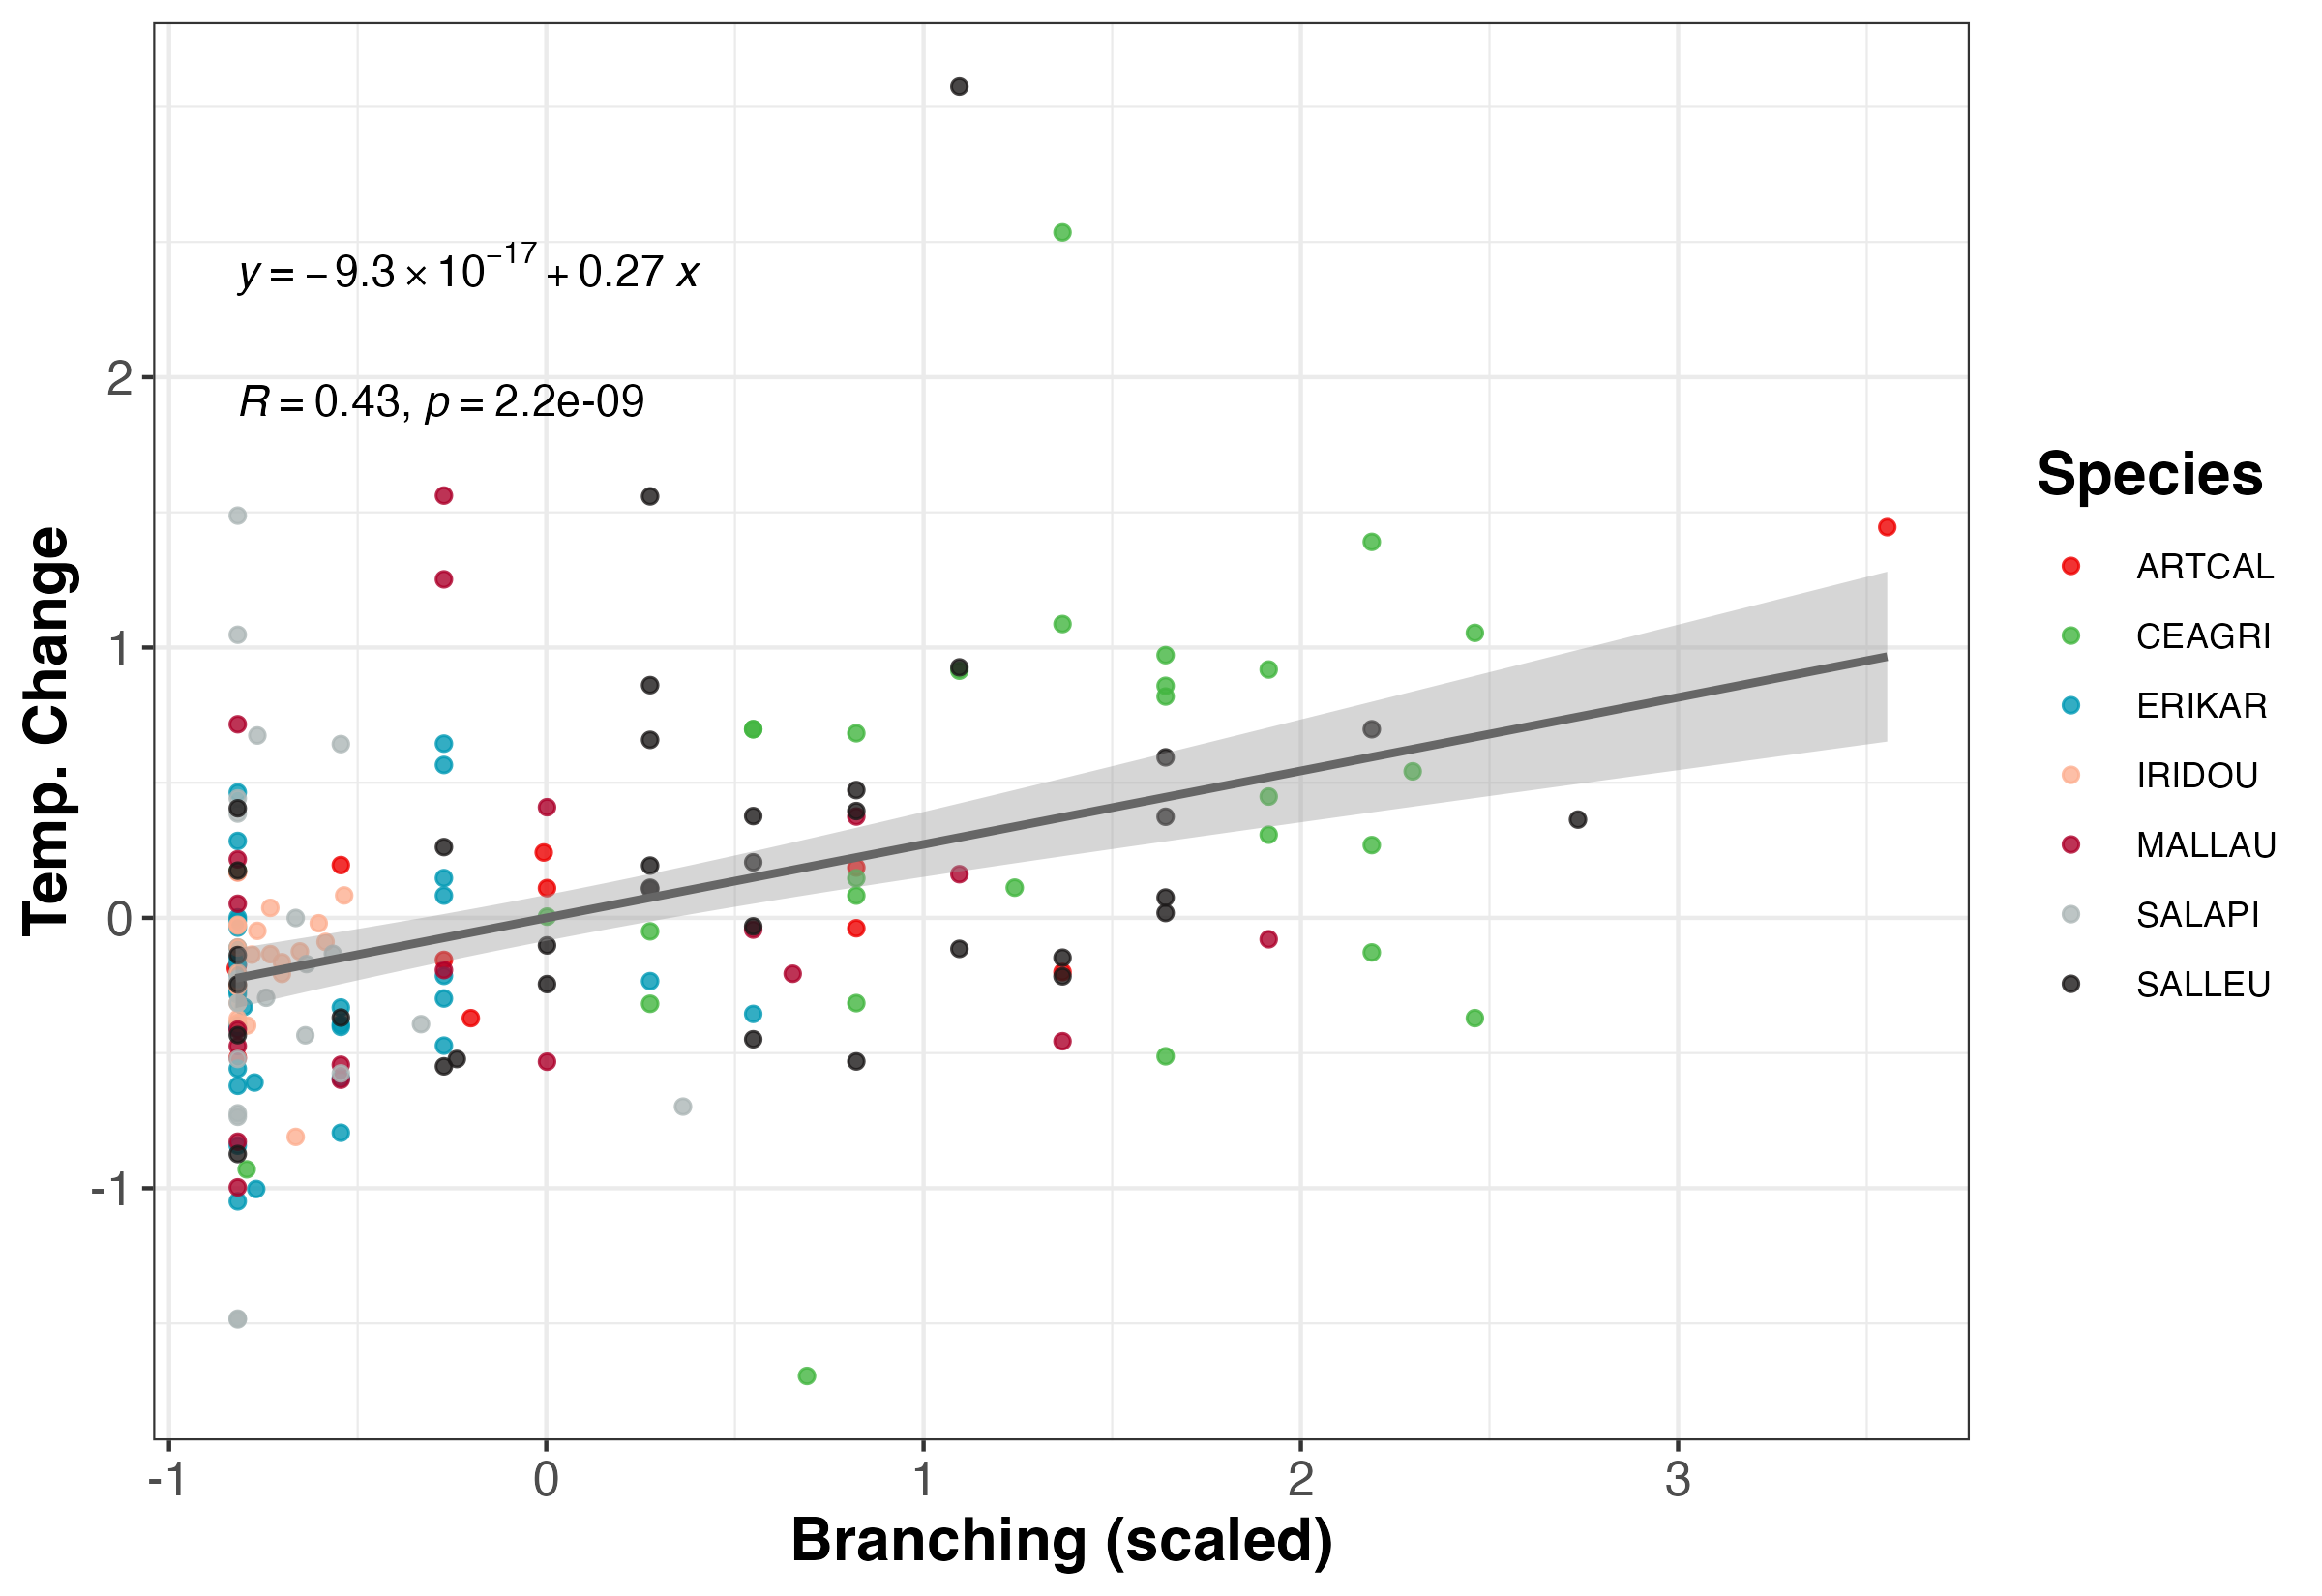 y = −9.3 × 10⁻¹⁷ + 0.27 x
R = 0.43, p = 2.2e-09
2
1
0
-1
Temp. Change
-1 0 1 2 3
Branching (scaled)
Species
ARTCAL
CEAGRI
ERIKAR
IRIDOU
MALLAU
SALAPI
SALLEU